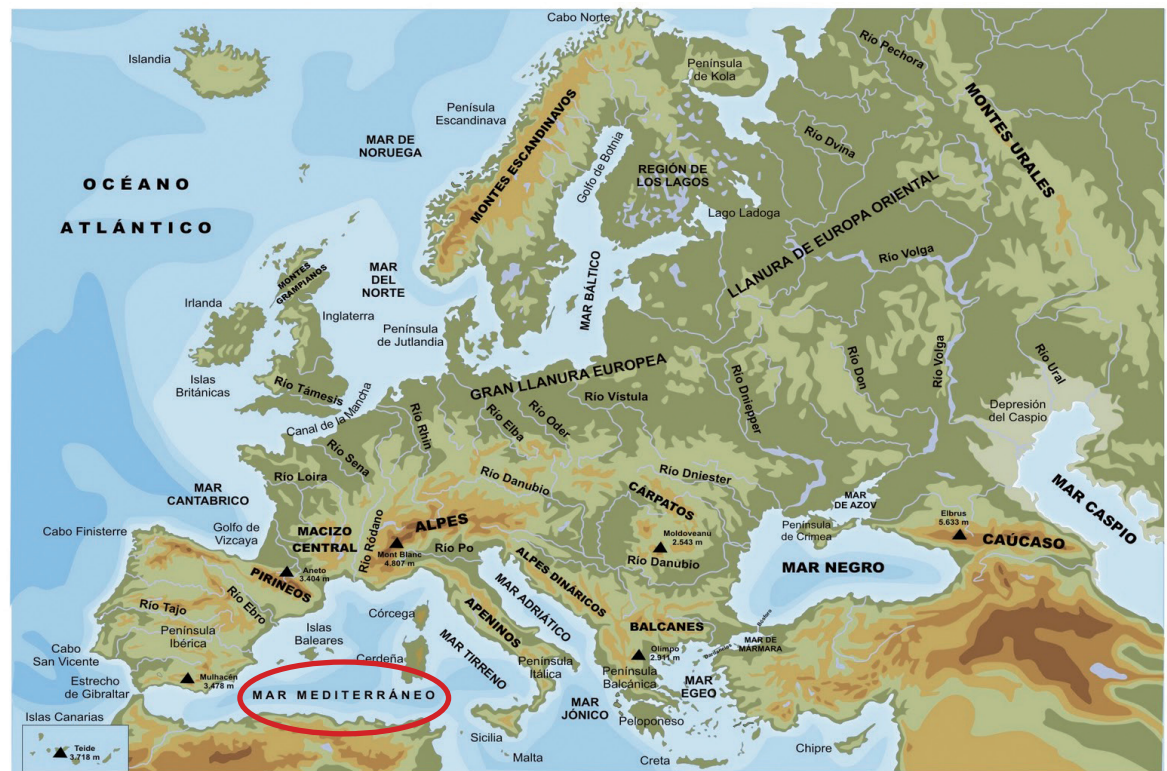 Cabo Norte
Islandia
Río Pechora
Península
de Kola
Penísula
Escandinava
MONTES ESCANDINAVOS
MAR DE
NORUEGA
MONTES URALES
Río Dvina
Golfo de Botnia
REGIÓN DE
LOS LAGOS
OCÉANO
ATLÁNTICO
Lago Ladoga
LLANURA DE EUROPA ORIENTAL
Río Volga
MONTES
GRAMPIANOS
MAR
DEL
NORTE
MAR BÁLTICO
Irlanda
Inglaterra
Península
de Jutlandia
Islas
Británicas
Río Támesis
Canal de la Mancha
GRAN LLANURA EUROPEA
Río Vistula
Río Rhin
Río Elba
Río Oder
Río Dniepper
Río Don
Río Volga
Río Ural
Depresión
del Caspio
Río Sena
Río Loira
Río Danubio
Río Dniester
MAR
CANTABRICO
CÁRPATOS
MAR
DE AZOV
MAR CASPIO
Cabo Finisterre
Golfo de
Vizcaya
MACIZO
CENTRAL
Río Ródano
ALPES
Mont Blanc
4.807 m
Río Po
Moldoveanu
2.543 m
Río Danubio
Península
de Crimea
Elbrus
5.633 m
CAÚCASO
PIRINEOS
Aneto
3.404 m
ALPES DINÁRICOS
MAR NEGRO
Río Tajo
Río Ebro
Península
Ibérica
Islas
Baleares
Córcega
Cerdeña
APENINOS
MAR ADRIÁTICO
MAR TIRRENO
BALCANES
Olimpo
2.911 m
Península
Balcánica
MAR DE
MÁRMARA
Cabo
San Vicente
Estrecho
de Gibraltar
Mulhacén
3.478 m
MAR MEDITERRÁNEO
Península
Itálica
MAR
JÓNICO
MAR
EGEO
Peloponeso
Islas Canarias
Teide
3.718 m
Sicilia
Malta
Creta
Chipre